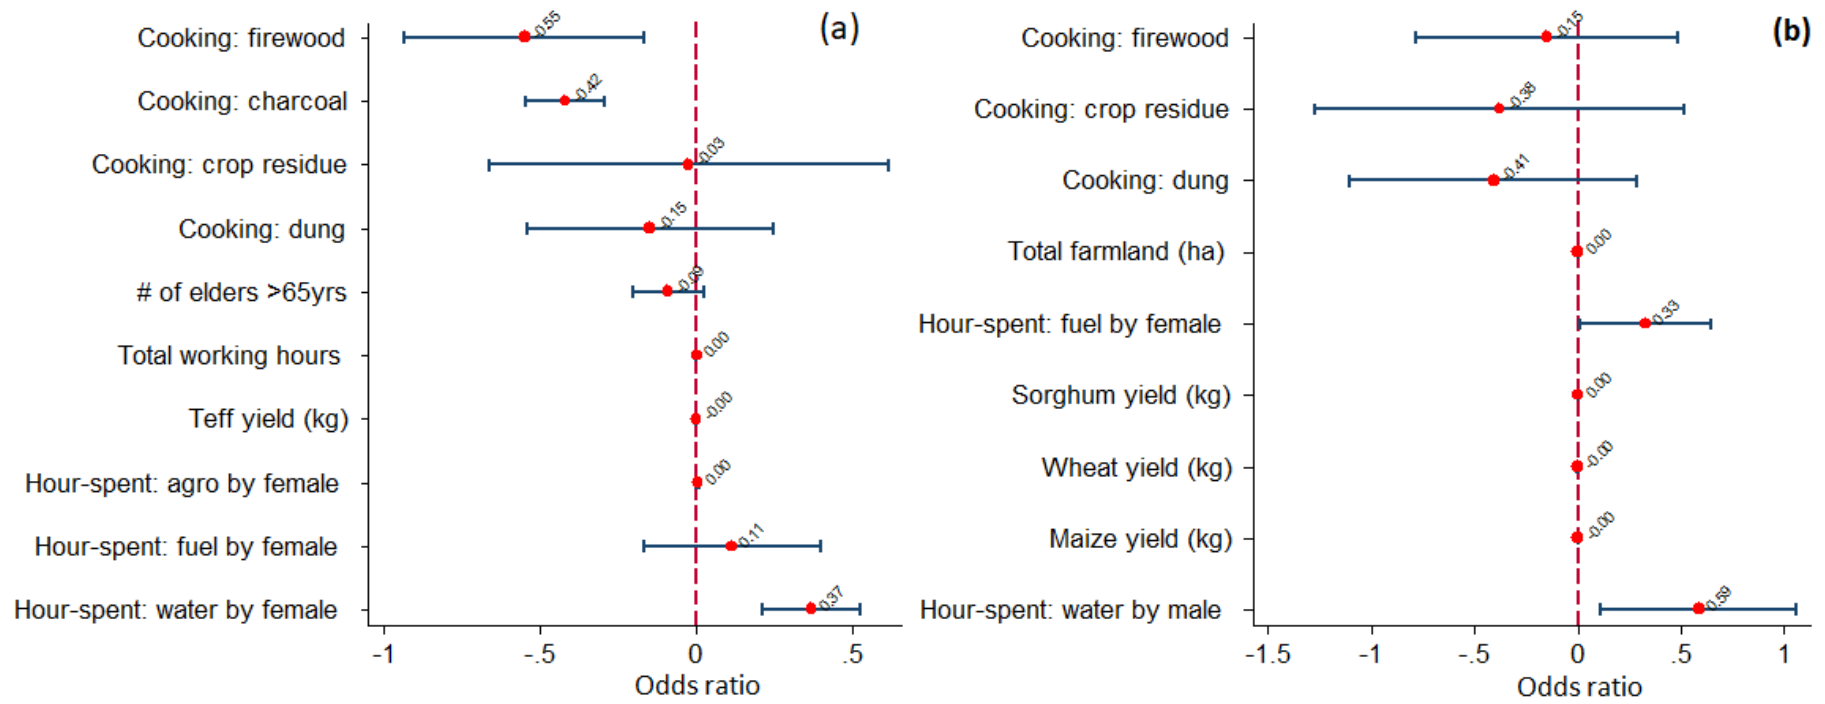 (a)
Cooking: firewood -0.55
Cooking: charcoal -0.42
Cooking: crop residue -0.03
Cooking: dung -0.15
# of elders >65yrs -0.09
Total working hours 0.00
Teff yield (kg) -0.00
Hour-spent: agro by female 0.00
Hour-spent: fuel by female 0.11
Hour-spent: water by female 0.37
-1 -.5 0 .5
Odds ratio
(b)
Cooking: firewood -0.15
Cooking: crop residue -0.38
Cooking: dung -0.41
Total farmland (ha) 0.00
Hour-spent: fuel by female 0.33
Sorghum yield (kg) 0.00
Wheat yield (kg) -0.00
Maize yield (kg) -0.00
Hour-spent: water by male 0.59
-1.5 -1 -.5 0 .5 1
Odds ratio